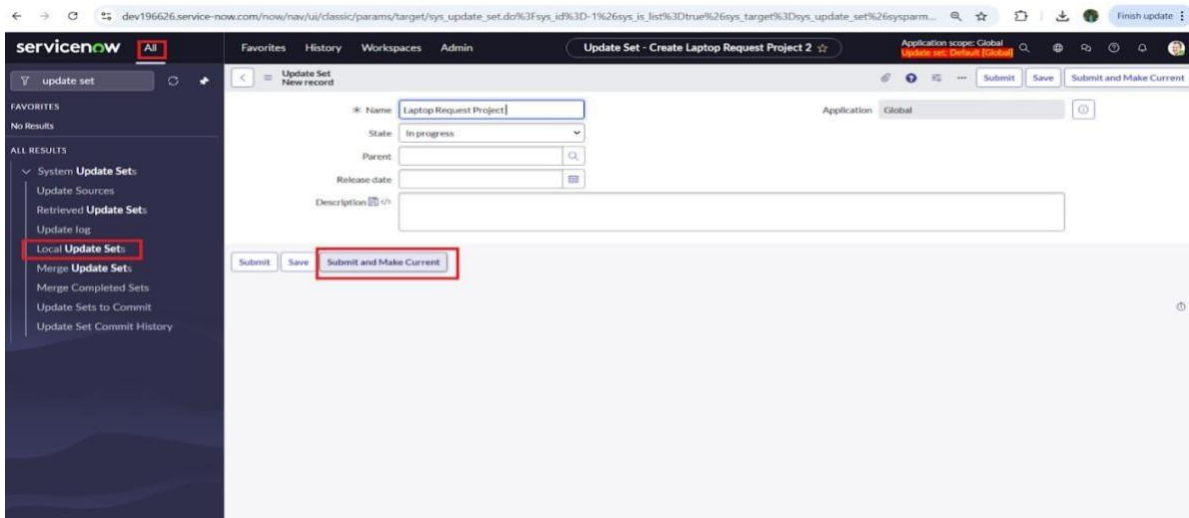 dev196626.service-now.com/now/nav/ui/classic/params/target/sys_update_set.do%3Fsys_id%3D-1%26sys_is_list%3Dtrue%26sys_target%3Dsys_update_set%26sysparm...
Finish update
servicenow All Favorites History Workspaces Admin Update Set - Create Laptop Request Project 2
Application scope: Global
Update set: Default [Global]
update set
Update Set
New record
Submit Save Submit and Make Current
FAVORITES
No Results
ALL RESULTS
System Update Sets
Update Sources
Retrieved Update Sets
Update log
Local Update Sets
Merge Update Sets
Merge Completed Sets
Update Sets to Commit
Update Set Commit History
* Name Laptop Request Project
Application Global
State In progress
Parent
Release date
Description
Submit Save Submit and Make Current